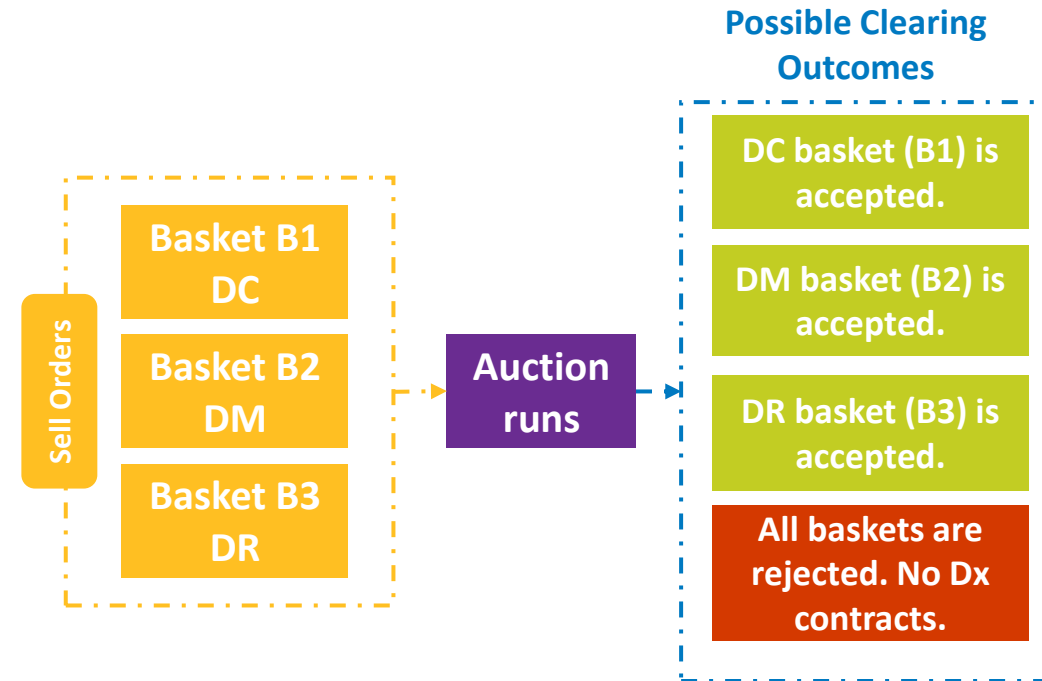 Possible Clearing
Outcomes
Sell Orders
Basket B1
DC
Basket B2
DM
Basket B3
DR
Auction
runs
DC basket (B1) is
accepted.
DM basket (B2) is
accepted.
DR basket (B3) is
accepted.
All baskets are
rejected. No Dx
contracts.